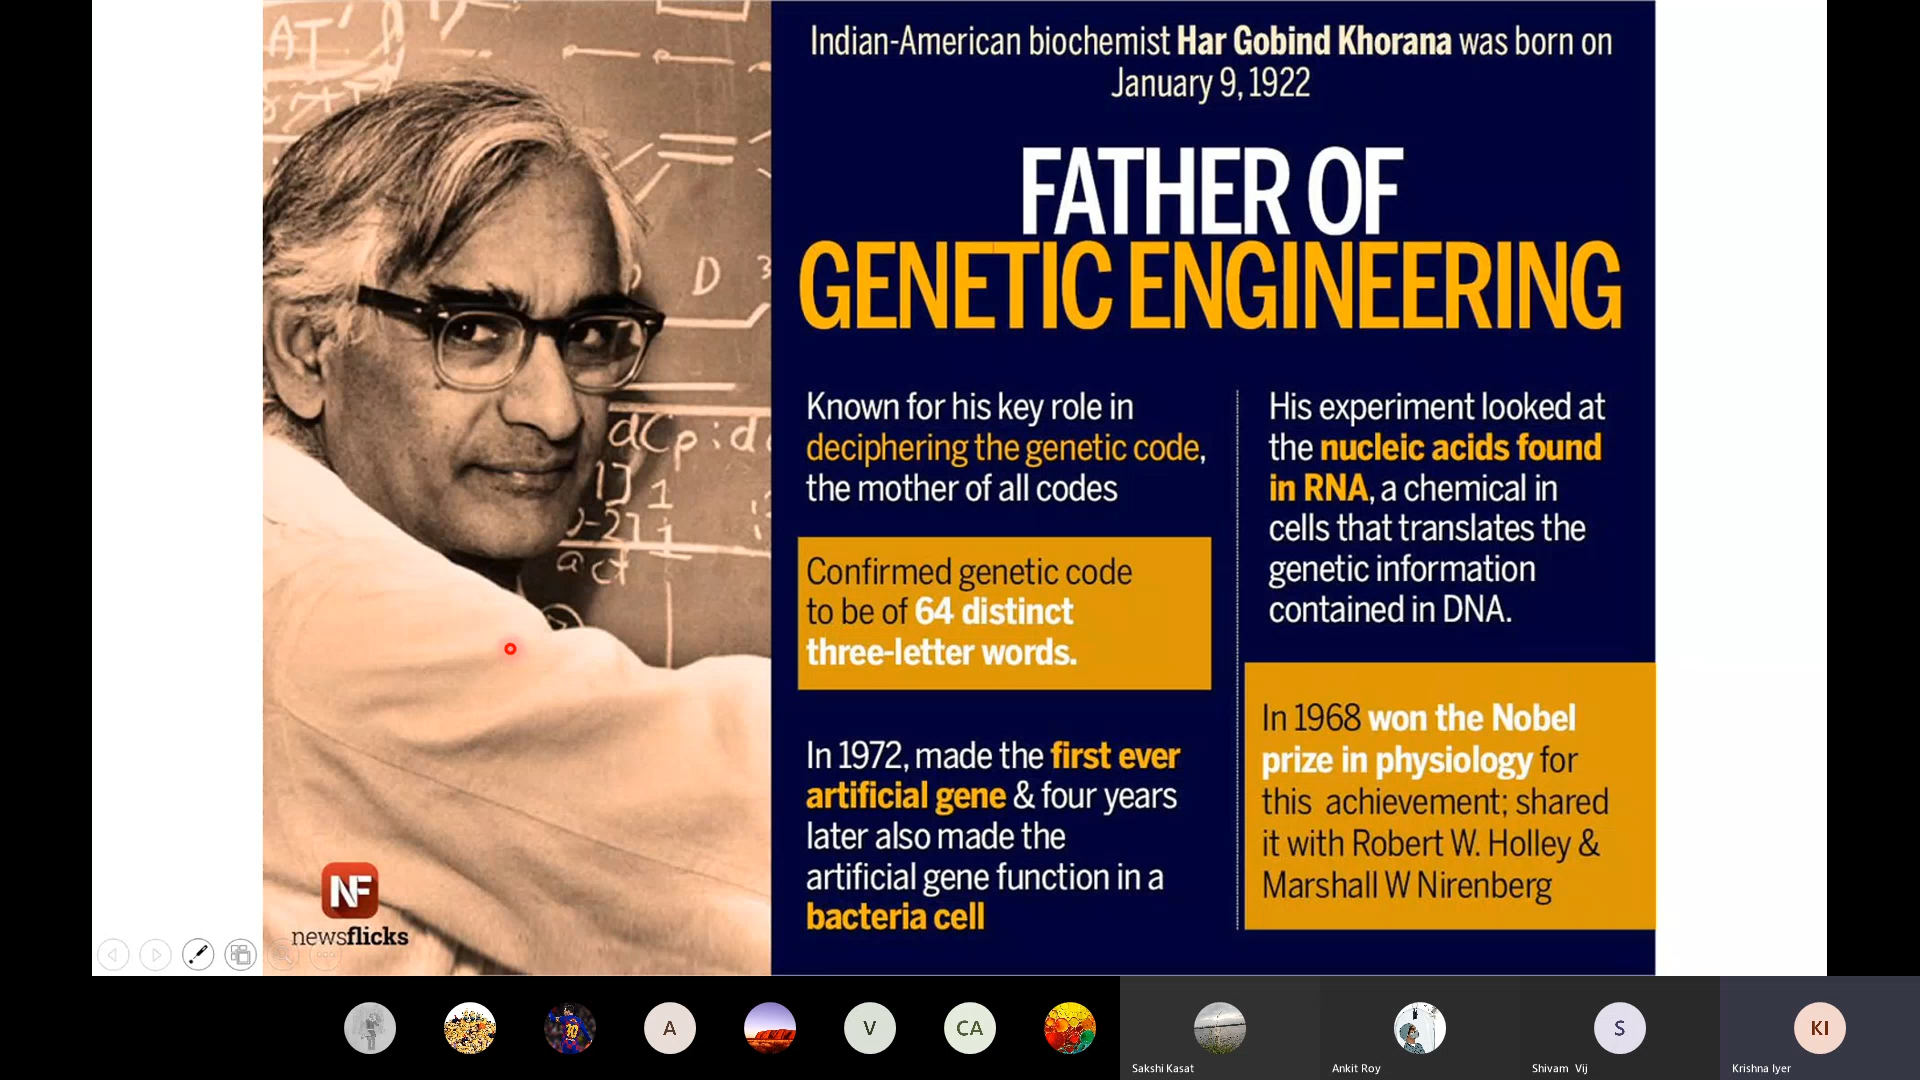 Indian-American biochemist Har Gobind Khorana was born on
January 9, 1922
FATHER OF
GENETIC ENGINEERING
Known for his key role in
deciphering the genetic code,
the mother of all codes
Confirmed genetic code
to be of 64 distinct
three-letter words.
In 1972, made the first ever
artificial gene & four years
later also made the
artificial gene function in a
bacteria cell
His experiment looked at
the nucleic acids found
in RNA, a chemical in
cells that translates the
genetic information
contained in DNA.
In 1968 won the Nobel
prize in physiology for
this achievement; shared
it with Robert W. Holley &
Marshall W Nirenberg
AT
D 3
dCp:d
act
NF
newsflicks
A
V
CA
S
KI
Sakshi Kasat
Ankit Roy
Shivam Vij
Krishna Iyer